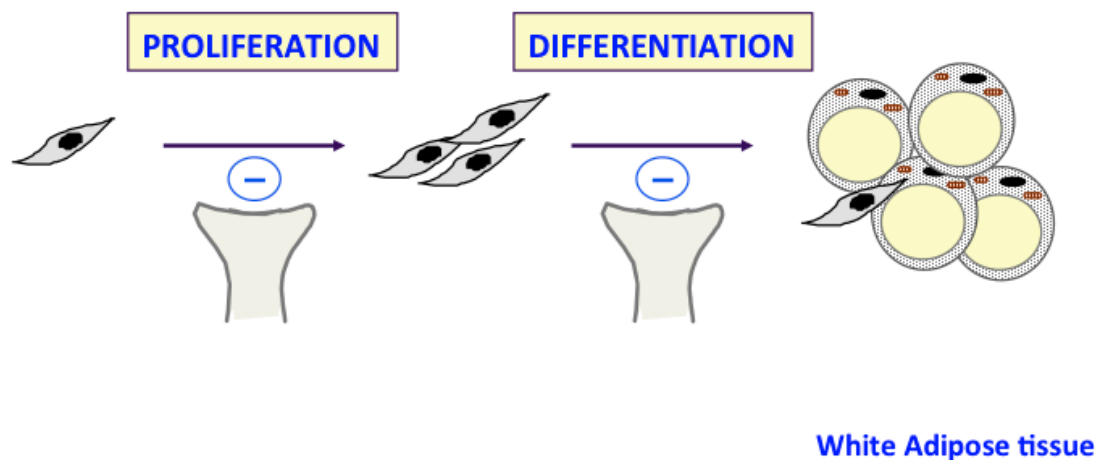 PROLIFERATION
DIFFERENTIATION
−
−
White Adipose tissue